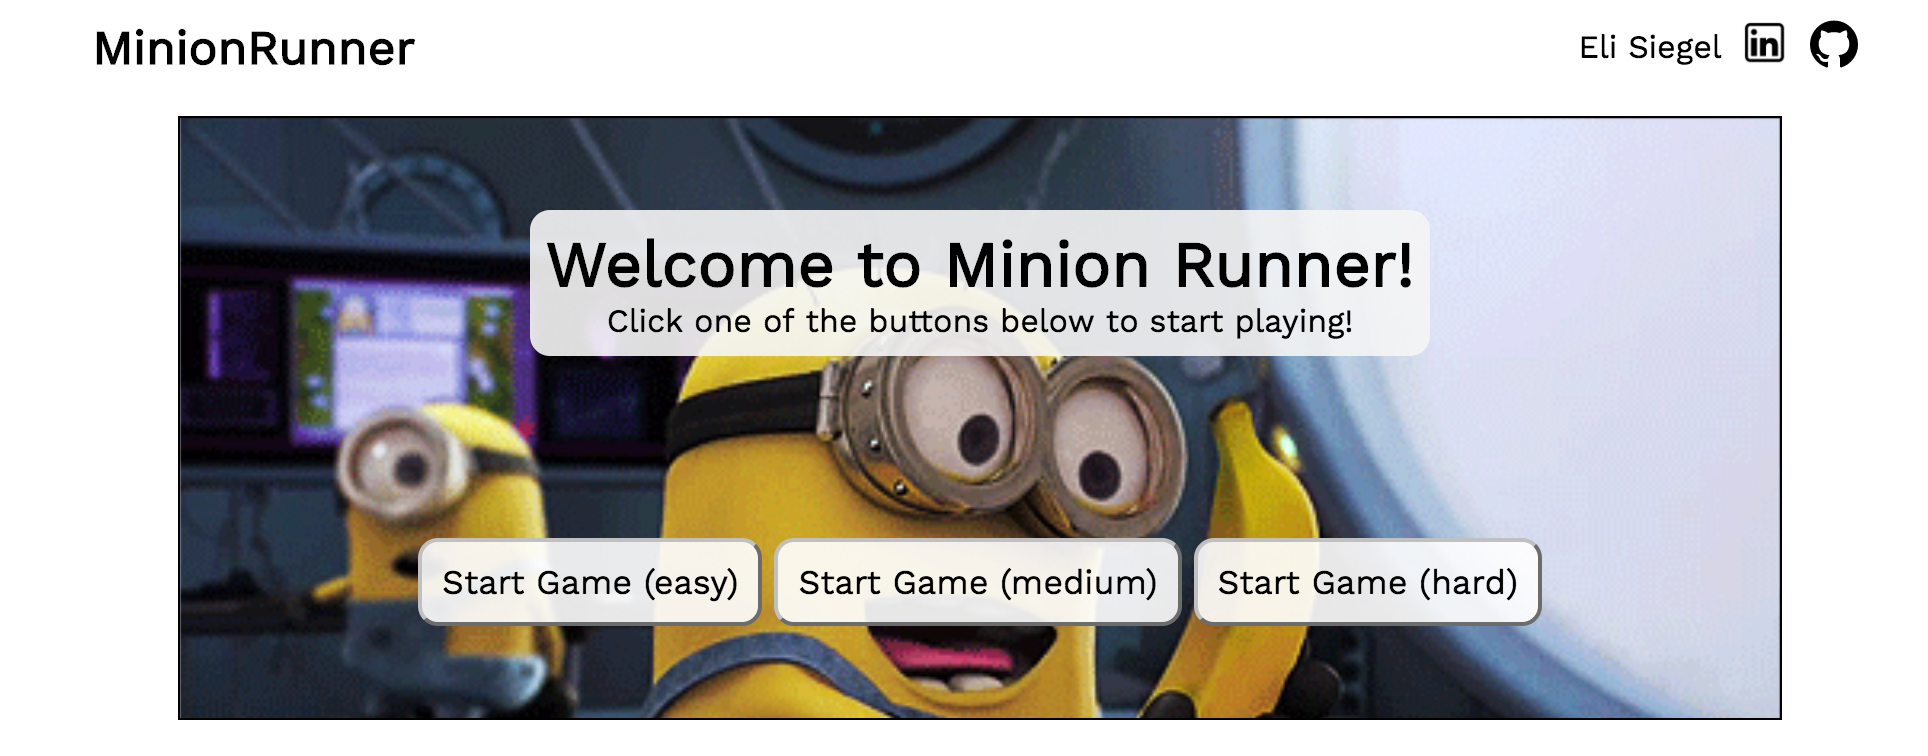 MinionRunner
Eli Siegel in
Welcome to Minion Runner!
Click one of the buttons below to start playing!
Start Game (easy) Start Game (medium) Start Game (hard)